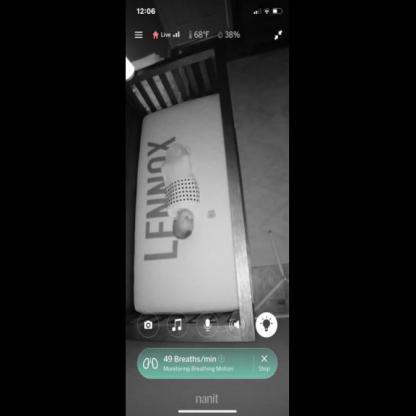 12:06
Live
68°F
38%
LENNOX
49 Breaths/min
Monitoring Breathing Motion
Stop
nanit